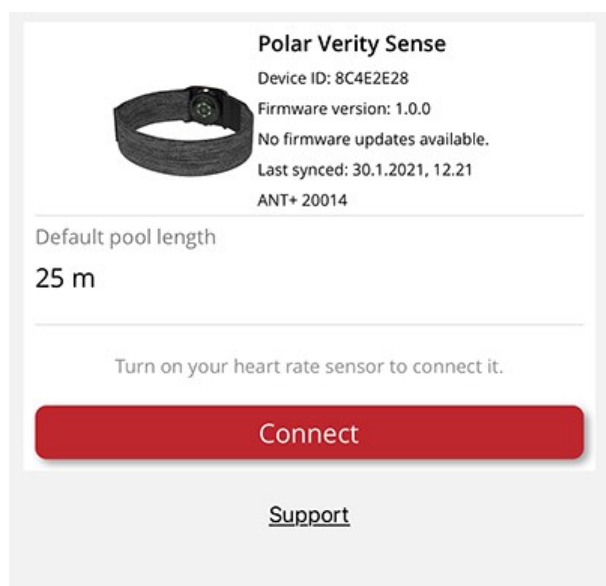 Polar Verity Sense
Device ID: 8C4E2E28
Firmware version: 1.0.0
No firmware updates available.
Last synced: 30.1.2021, 12.21
ANT+ 20014
Default pool length
25 m
Turn on your heart rate sensor to connect it.
Connect
Support